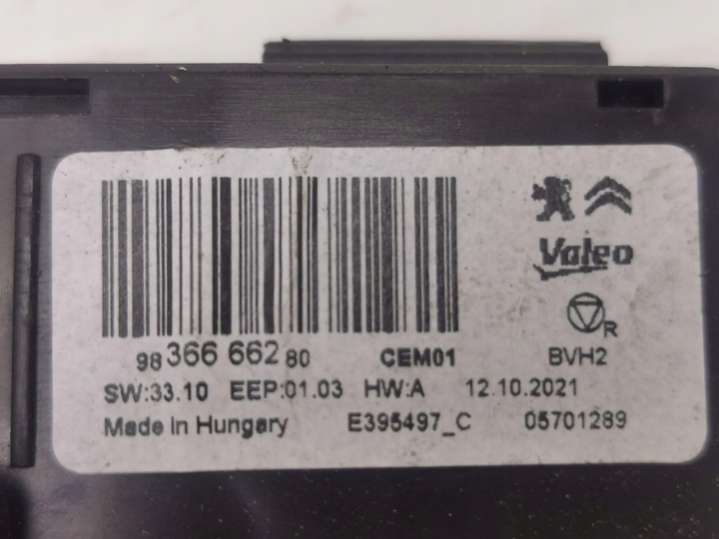 Valeo
R
98 366 662 80 CEM01 BVH2
SW:33.10 EEP:01.03 HW:A 12.10.2021
Made in Hungary E395497_C 05701289